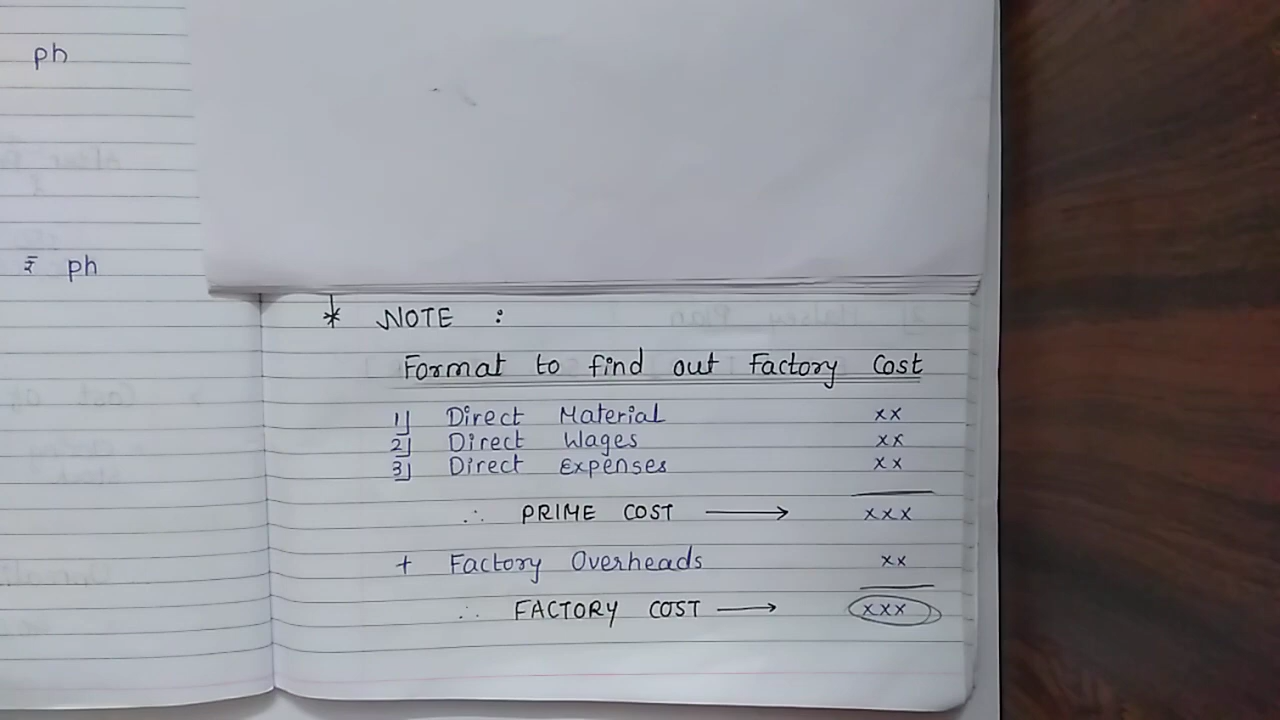 ph
₹ ph
* NOTE :
Format to find out Factory Cost
1] Direct Material xx
2] Direct Wages xx
3] Direct Expenses xx
∴ PRIME COST → xxx
+ Factory Overheads xx
∴ FACTORY COST → xxx